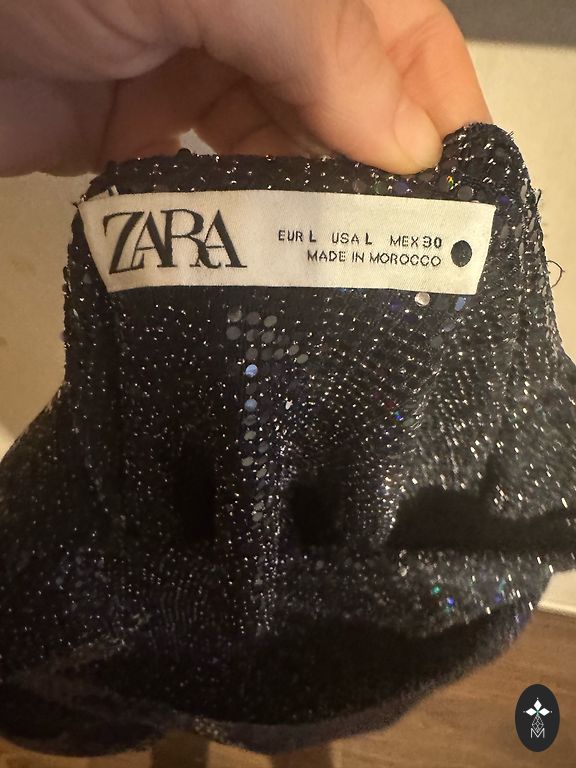 ZARA
EUR L USA L MEX 30
MADE IN MOROCCO
M